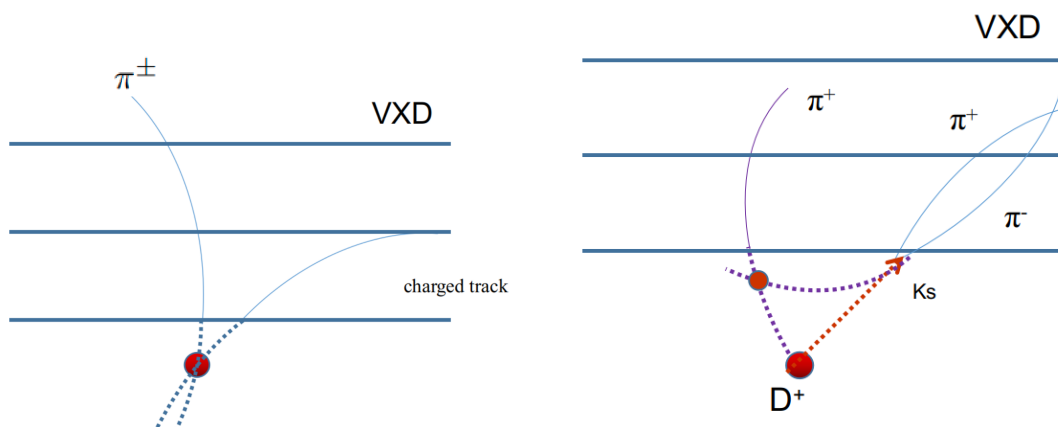 π±
VXD
charged track
VXD
π+
π+
π-
Ks
D+